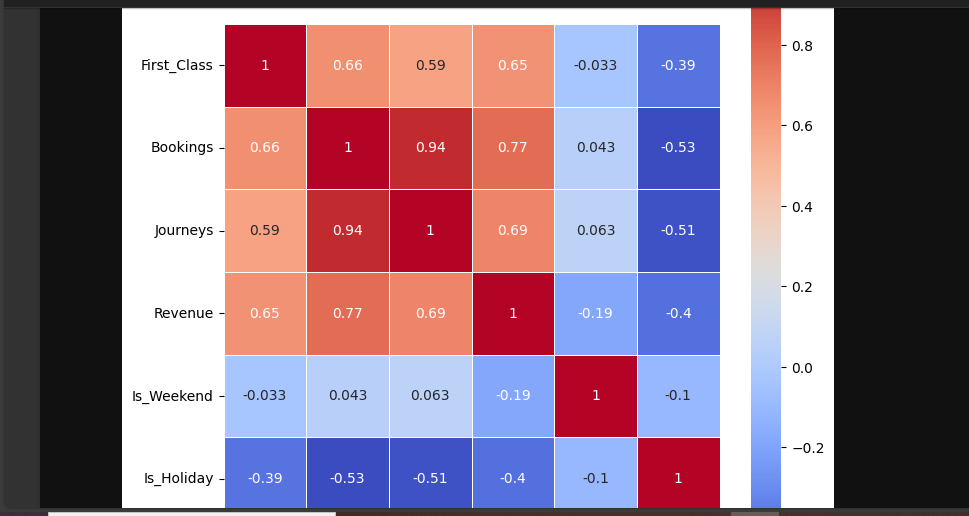 First_Class 1 0.66 0.59 0.65 -0.033 -0.39
Bookings 0.66 1 0.94 0.77 0.043 -0.53
Journeys 0.59 0.94 1 0.69 0.063 -0.51
Revenue 0.65 0.77 0.69 1 -0.19 -0.4
Is_Weekend -0.033 0.043 0.063 -0.19 1 -0.1
Is_Holiday -0.39 -0.53 -0.51 -0.4 -0.1 1
0.8
0.6
0.4
0.2
0.0
−0.2